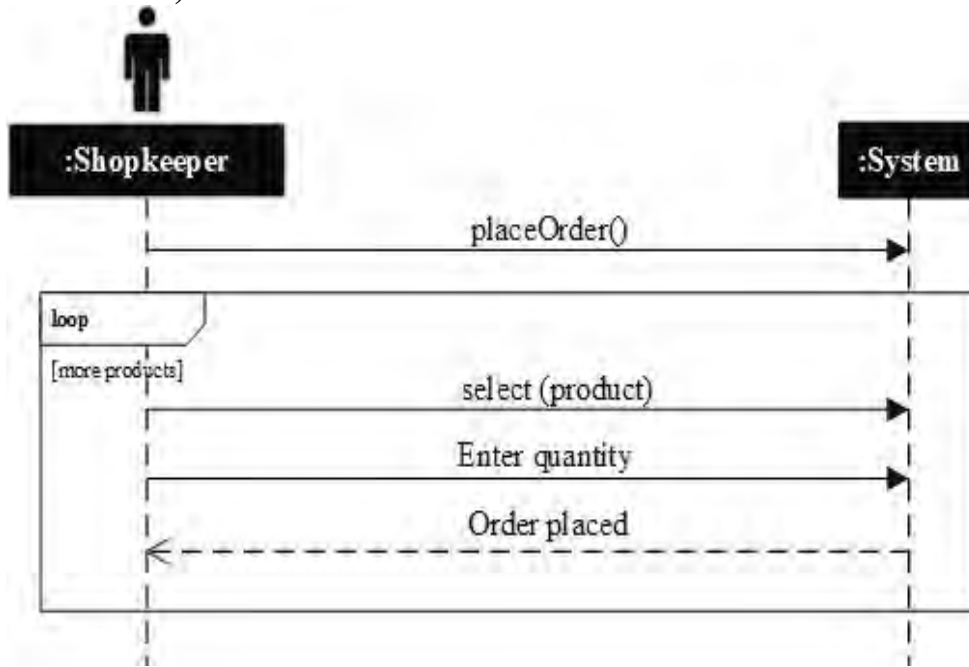 :Shopkeeper
:System
placeOrder()
loop
[more products]
select (product)
Enter quantity
Order placed